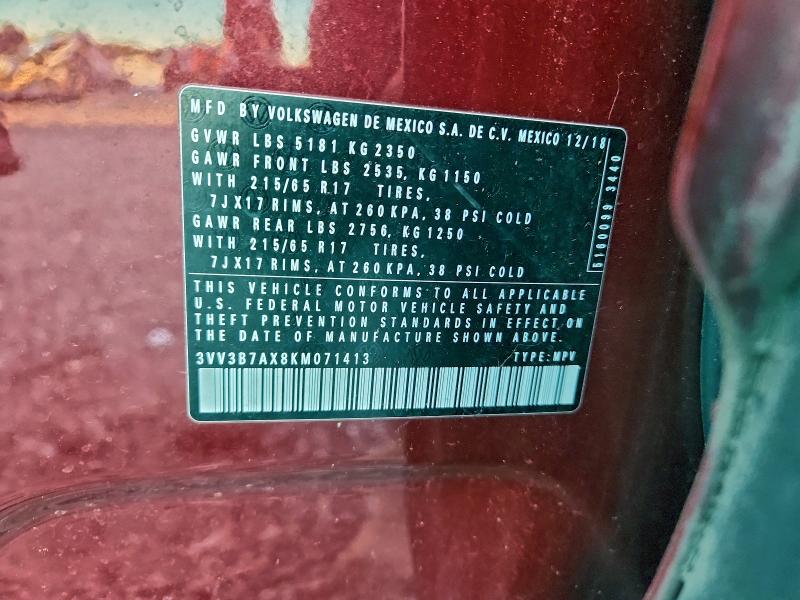 MFD BY VOLKSWAGEN DE MEXICO S.A. DE C.V. MEXICO 12/18
GVWR LBS 5181 KG 2350
GAWR FRONT LBS 2535, KG 1150
WITH 215/65 R17 TIRES,
7JX17 RIMS, AT 260 KPA, 38 PSI COLD
GAWR REAR LBS 2756, KG 1250
WITH 215/65 R17 TIRES,
7JX17 RIMS, AT 260 KPA, 38 PSI COLD
5160099 3440
THIS VEHICLE CONFORMS TO ALL APPLICABLE
U.S. FEDERAL MOTOR VEHICLE SAFETY AND
THEFT PREVENTION STANDARDS IN EFFECT ON
THE DATE OF MANUFACTURE SHOWN ABOVE.
3VV3B7AX8KM071413 TYPE: MPV